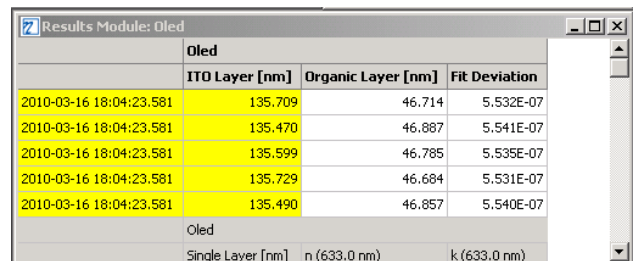 Results Module: Oled
Oled
ITO Layer [nm] Organic Layer [nm] Fit Deviation
2010-03-16 18:04:23.581 135.709 46.714 5.532E-07
2010-03-16 18:04:23.581 135.470 46.887 5.541E-07
2010-03-16 18:04:23.581 135.599 46.785 5.535E-07
2010-03-16 18:04:23.581 135.729 46.684 5.531E-07
2010-03-16 18:04:23.581 135.490 46.857 5.540E-07
Oled
Single Layer [nm] n (633.0 nm) k (633.0 nm)